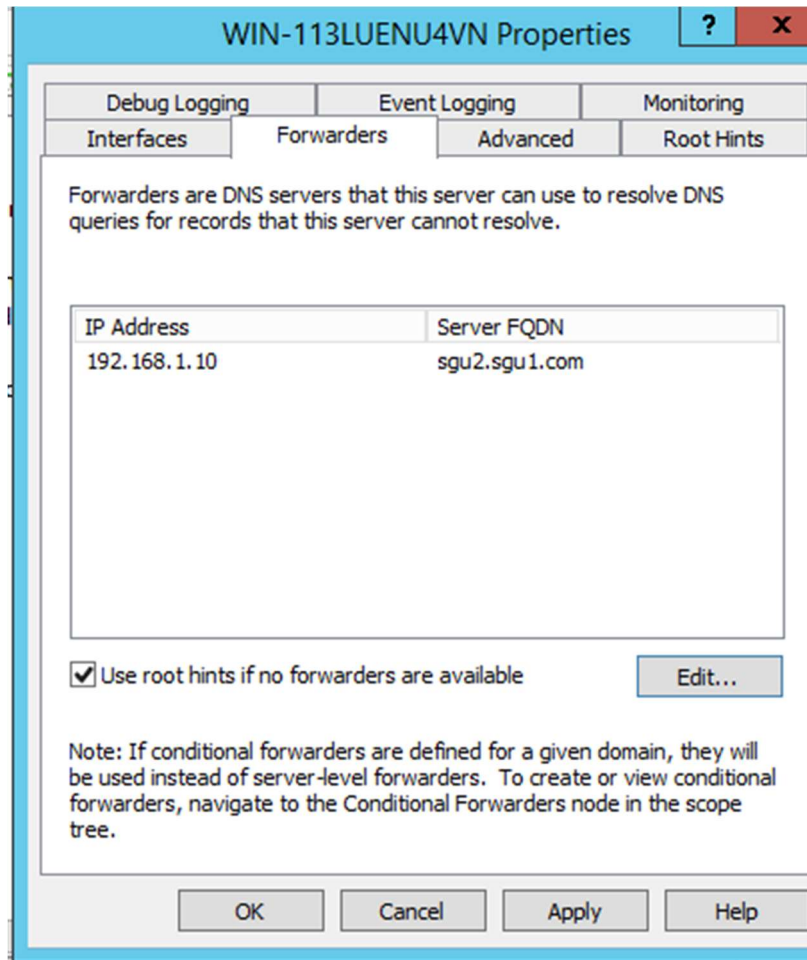 WIN-113LUENU4VN Properties
?
x
Debug Logging
Event Logging
Monitoring
Interfaces
Forwarders
Advanced
Root Hints
Forwarders are DNS servers that this server can use to resolve DNS
queries for records that this server cannot resolve.
IP Address
Server FQDN
192.168.1.10
sgu2.sgu1.com
Use root hints if no forwarders are available
Edit...
Note: If conditional forwarders are defined for a given domain, they will
be used instead of server-level forwarders. To create or view conditional
forwarders, navigate to the Conditional Forwarders node in the scope
tree.
OK
Cancel
Apply
Help